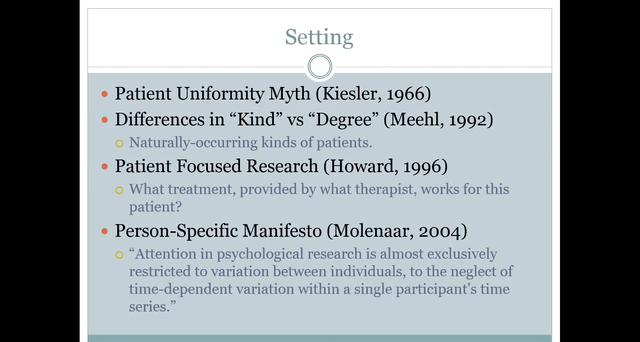 Setting
Patient Uniformity Myth (Kiesler, 1966)
Differences in “Kind” vs “Degree” (Meehl, 1992)
Naturally-occurring kinds of patients.
Patient Focused Research (Howard, 1996)
What treatment, provided by what therapist, works for this
patient?
Person-Specific Manifesto (Molenaar, 2004)
“Attention in psychological research is almost exclusively
restricted to variation between individuals, to the neglect of
time-dependent variation within a single participant's time
series.”